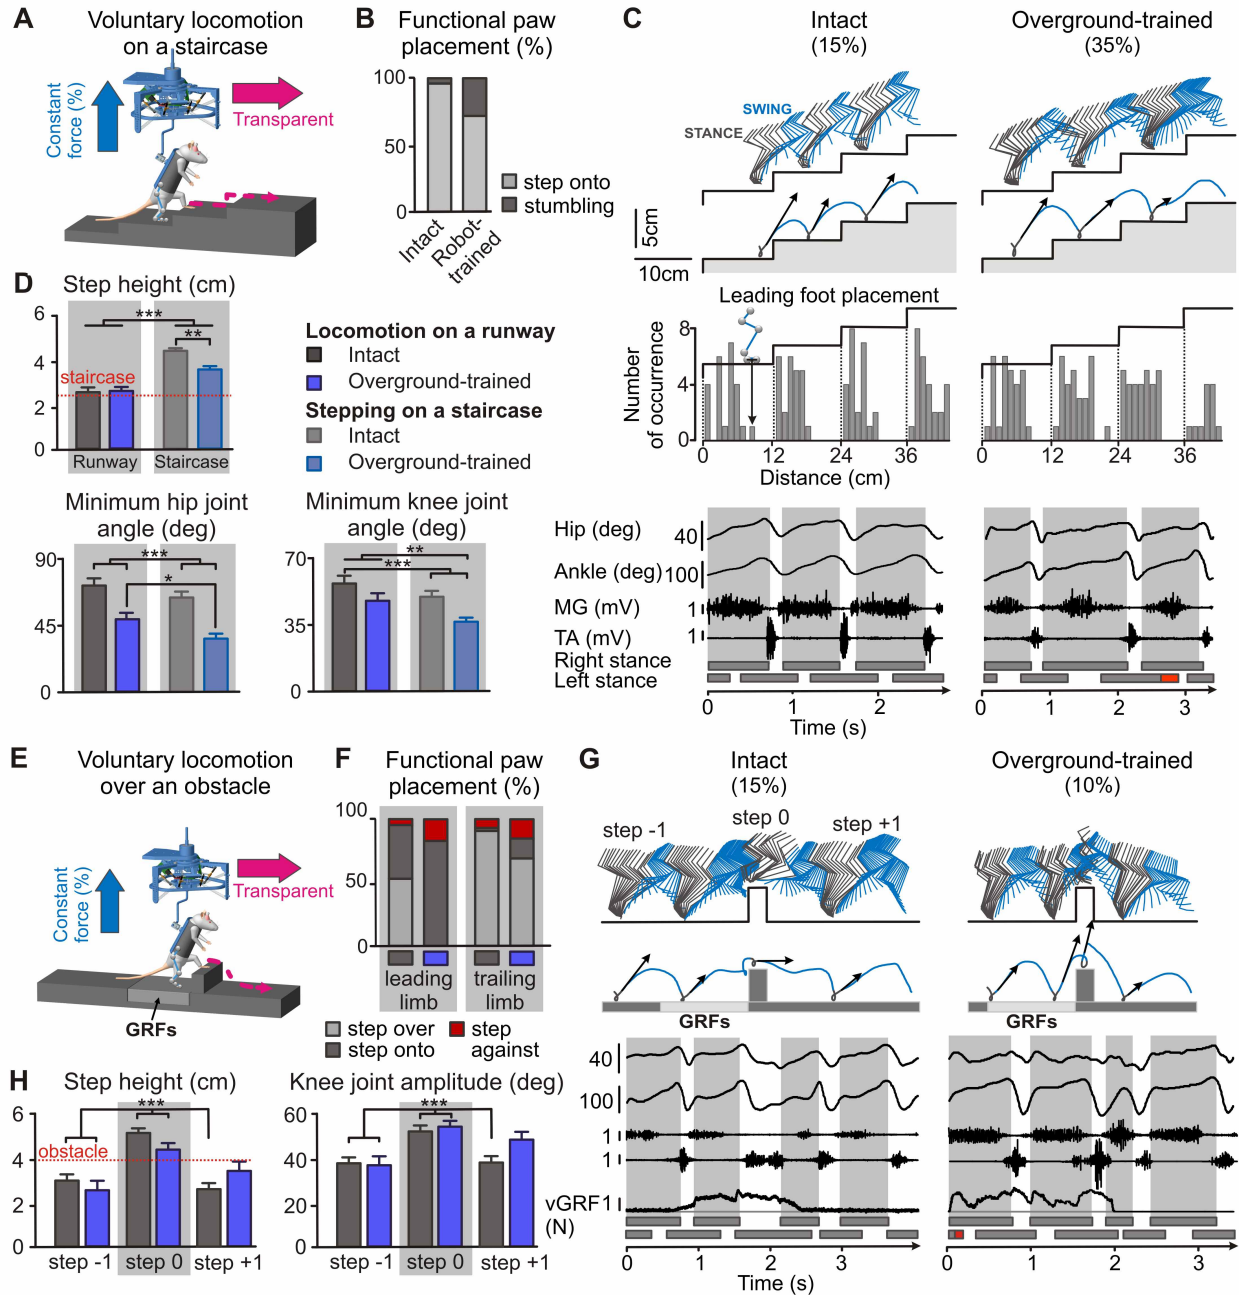 A
Voluntary locomotion
on a staircase
Constant
force (%)
Transparent
B
Functional paw
placement (%)
100
50
0
Intact
Robot-
trained
step onto
stumbling
C
Intact
(15%)
Overground-trained
(35%)
SWING
STANCE
5cm
10cm
Leading foot placement
Number
of occurrence
8
4
0
0 12 24 36
Distance (cm)
0 12 24 36
Hip (deg)
40
Ankle (deg)
100
MG (mV)
1
TA (mV)
1
Right stance
Left stance
0 1 2
Time (s)
0 1 2 3
D
Step height (cm)
6
4
2
0
***
**
staircase
Runway
Staircase
Locomotion on a runway
Intact
Overground-trained
Stepping on a staircase
Intact
Overground-trained
Minimum hip joint
angle (deg)
90
45
0
***
*
Minimum knee joint
angle (deg)
70
35
0
**
***
E
Voluntary locomotion
over an obstacle
Constant
force (%)
Transparent
GRFs
F
Functional paw
placement (%)
100
50
0
leading
limb
trailing
limb
step over
step onto
step
against
G
Intact
(15%)
Overground-trained
(10%)
step -1
step 0
step +1
GRFs
GRFs
40
100
1
1
vGRF1
(N)
0 1 2 3
Time (s)
0 1 2 3 4
H
Step height (cm)
6
4
2
0
***
obstacle
step -1
step 0
step +1
Knee joint amplitude (deg)
60
40
20
0
***
step -1
step 0
step +1